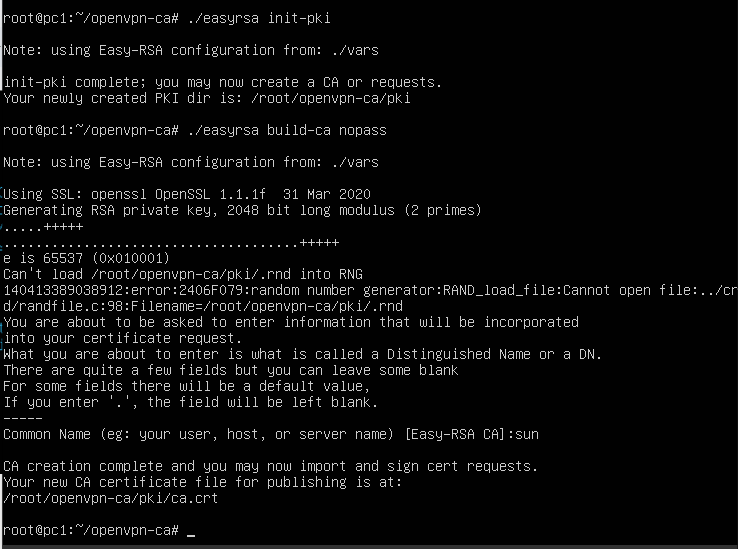 root@pc1:~/openvpn-ca# ./easyrsa init-pki
Note: using Easy-RSA configuration from: ./vars
init-pki complete; you may now create a CA or requests.
Your newly created PKI dir is: /root/openvpn-ca/pki
root@pc1:~/openvpn-ca# ./easyrsa build-ca nopass
Note: using Easy-RSA configuration from: ./vars
Using SSL: openssl OpenSSL 1.1.1f  31 Mar 2020
Generating RSA private key, 2048 bit long modulus (2 primes)
.....+++++
.....................................+++++
e is 65537 (0x010001)
Can't load /root/openvpn-ca/pki/.rnd into RNG
140413389038912:error:2406F079:random number generator:RAND_load_file:Cannot open file:../cr
d/randfile.c:98:Filename=/root/openvpn-ca/pki/.rnd
You are about to be asked to enter information that will be incorporated
into your certificate request.
What you are about to enter is what is called a Distinguished Name or a DN.
There are quite a few fields but you can leave some blank
For some fields there will be a default value,
If you enter '.', the field will be left blank.
-----
Common Name (eg: your user, host, or server name) [Easy-RSA CA]:sun
CA creation complete and you may now import and sign cert requests.
Your new CA certificate file for publishing is at:
/root/openvpn-ca/pki/ca.crt
root@pc1:~/openvpn-ca# _